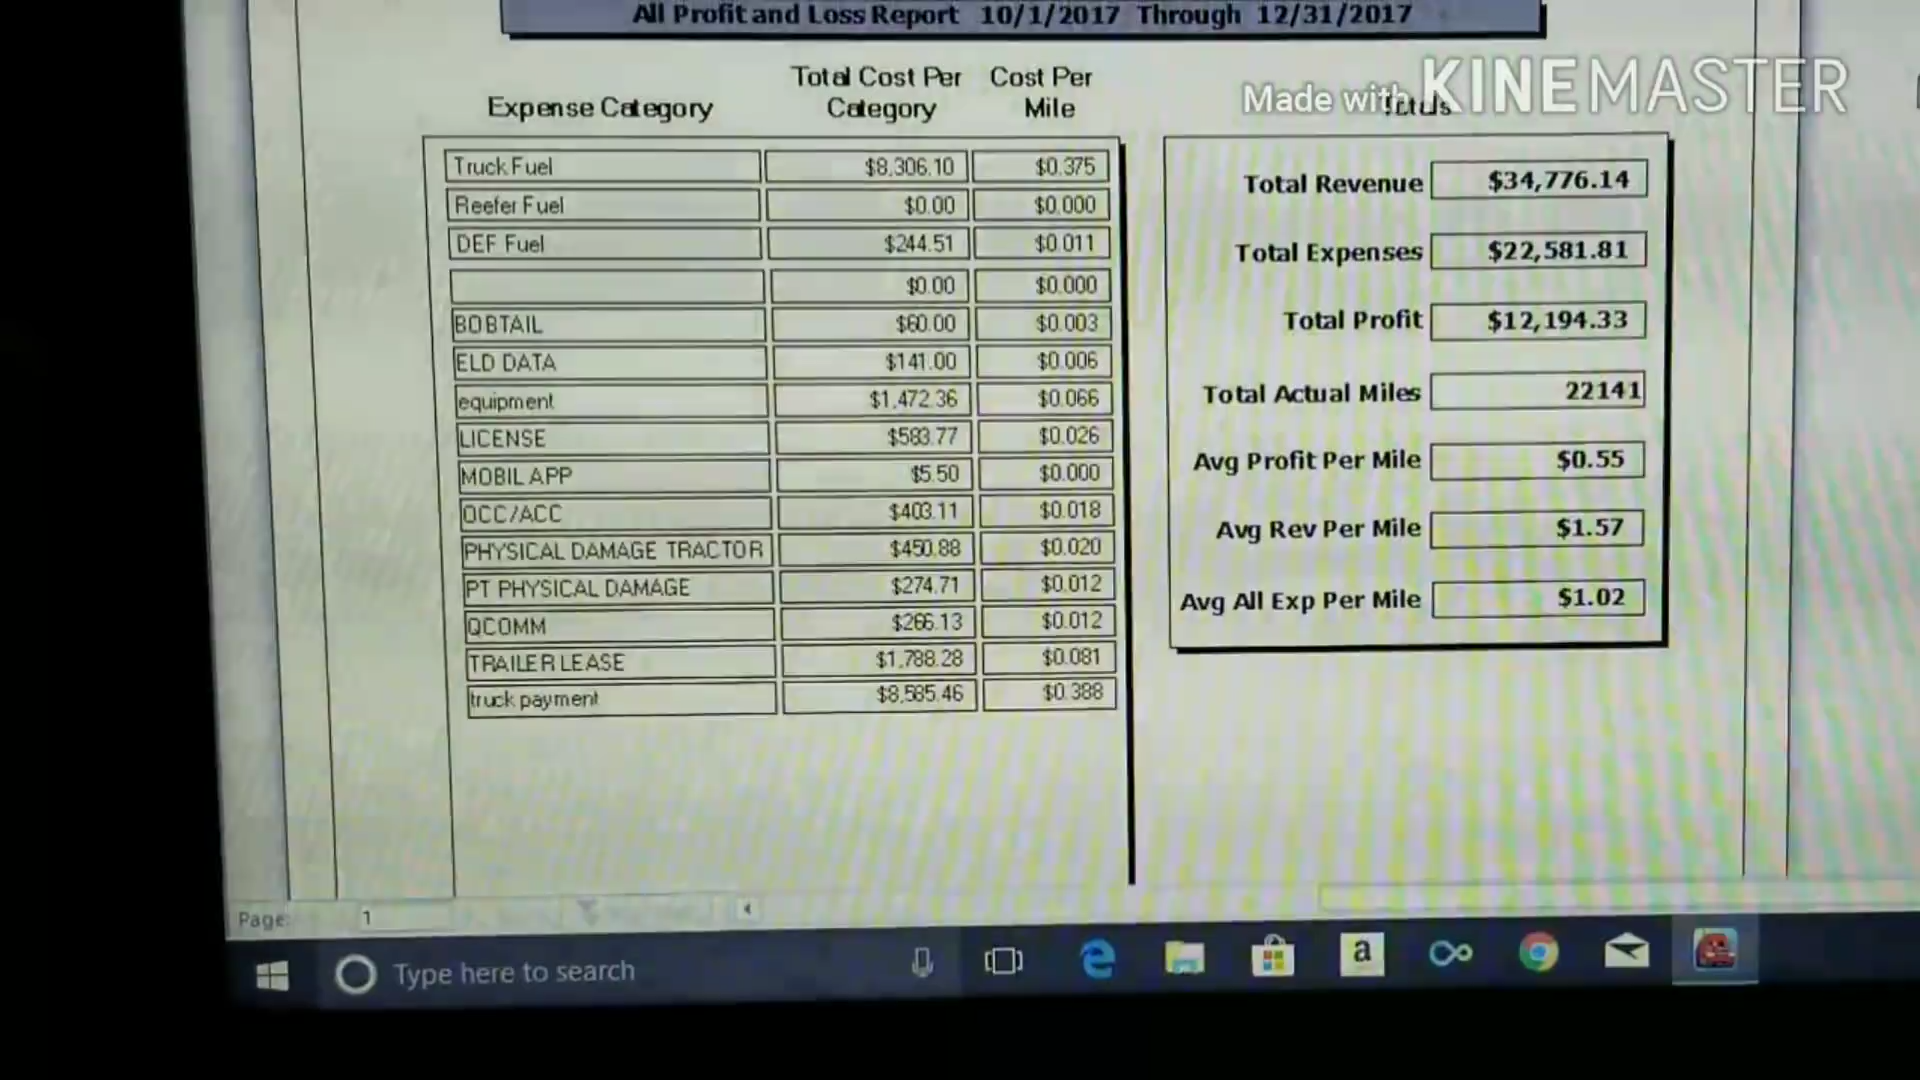 All Profit and Loss Report 10/1/2017 Through 12/31/2017
Made with KINEMASTER
Expense Category Total Cost Per Category Cost Per Mile Totals
Truck Fuel $8,306.10 $0.375
Reefer Fuel $0.00 $0.000
DEF Fuel $244.51 $0.011
$0.00 $0.000
BOBTAIL $60.00 $0.003
ELD DATA $141.00 $0.006
equipment $1,472.36 $0.066
LICENSE $583.77 $0.026
MOBIL APP $5.50 $0.000
OCC/ACC $403.11 $0.018
PHYSICAL DAMAGE TRACTOR $450.88 $0.020
PT PHYSICAL DAMAGE $274.71 $0.012
QCOMM $266.13 $0.012
TRAILER LEASE $1,788.28 $0.081
truck payment $8,585.46 $0.388
Total Revenue $34,776.14
Total Expenses $22,581.81
Total Profit $12,194.33
Total Actual Miles 22141
Avg Profit Per Mile $0.55
Avg Rev Per Mile $1.57
Avg All Exp Per Mile $1.02
Page: 1
Type here to search
a